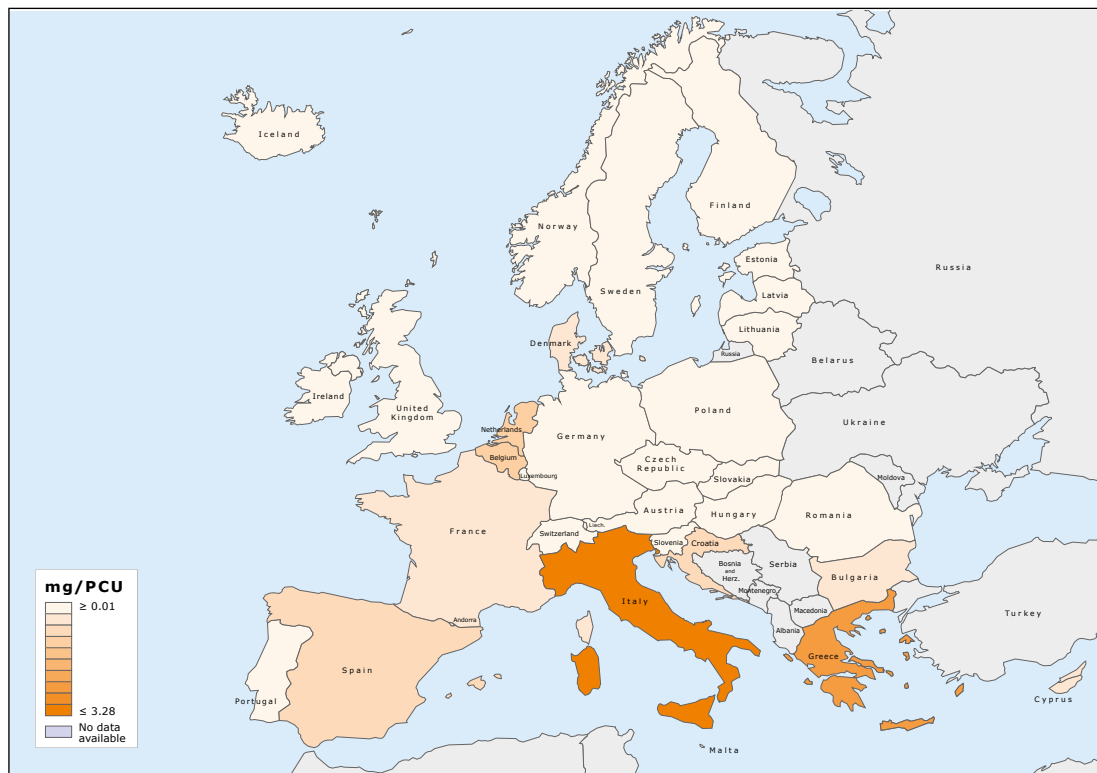 Iceland
Norway
Finland
Sweden
Estonia
Russia
Latvia
Lithuania
Russia
Denmark
Belarus
Ireland
United
Kingdom
Netherlands
Poland
Ukraine
Germany
Belgium
Luxembourg
Czech
Republic
Slovakia
Moldova
Austria
Hungary
Romania
France
Switzerland
Liech.
Slovenia
Croatia
Bosnia
and
Herz.
Serbia
Bulgaria
Montenegro
Italy
Macedonia
Turkey
Andorra
Albania
Greece
Spain
Portugal
Cyprus
Malta
mg/PCU
≥ 0.01
≤ 3.28
No data
available